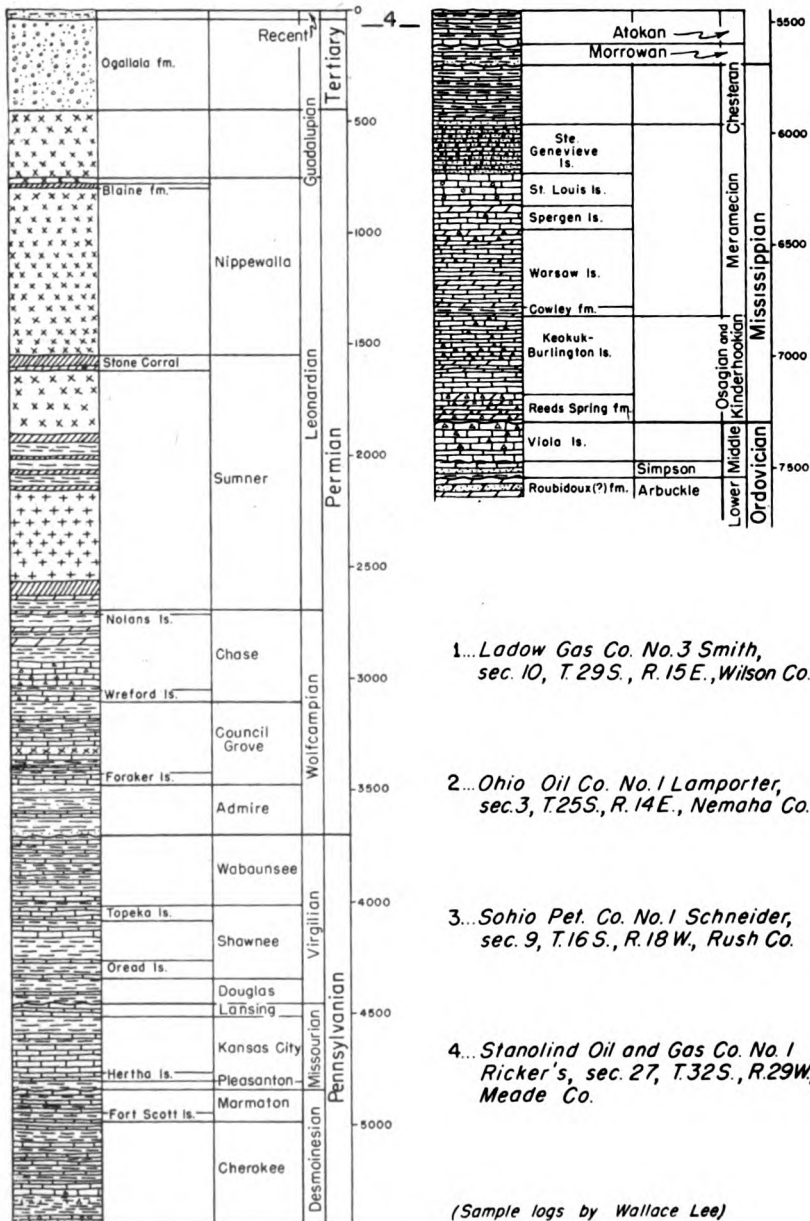 —4—
0
Recent
Ogallala fm.
Tertiary
500
Guadalupian
Blaine fm.
1000
Nippewalla
1500
Stone Corral
Leonardian
2000
Permian
Sumner
2500
Nolans ls.
Chase
3000
Wreford ls.
Wolfcampian
Council
Grove
Foraker ls.
3500
Admire
Wabaunsee
4000
Topeka ls.
Virgilian
Shawnee
Oread ls.
Douglas
4500
Lansing
Pennsylvanian
Missourian
Kansas City
Hertha ls.
Pleasanton
Marmaton
Fort Scott ls.
5000
Desmoinesian
Cherokee
5500
Atokan
Morrowan
Chesteran
6000
Ste.
Genevieve
ls.
St. Louis ls.
Meramecian
Spergen ls.
6500
Mississippian
Warsaw ls.
Cowley fm.
Keokuk-
Burlington ls.
7000
Osagian and
Kinderhookian
Reeds Spring fm.
Viola ls.
Middle
Simpson
7500
Ordovician
Roubidoux(?) fm.
Arbuckle
Lower
1... Ladow Gas Co. No. 3 Smith,
sec. 10, T. 29 S., R. 15 E., Wilson Co.
2... Ohio Oil Co. No. 1 Lamporter,
sec. 3, T. 25 S., R. 14 E., Nemaha Co.
3... Sohio Pet. Co. No. 1 Schneider,
sec. 9, T. 16 S., R. 18 W., Rush Co.
4... Stanolind Oil and Gas Co. No. 1
Ricker's, sec. 27, T. 32 S., R. 29 W.,
Meade Co.
(Sample logs by Wallace Lee)